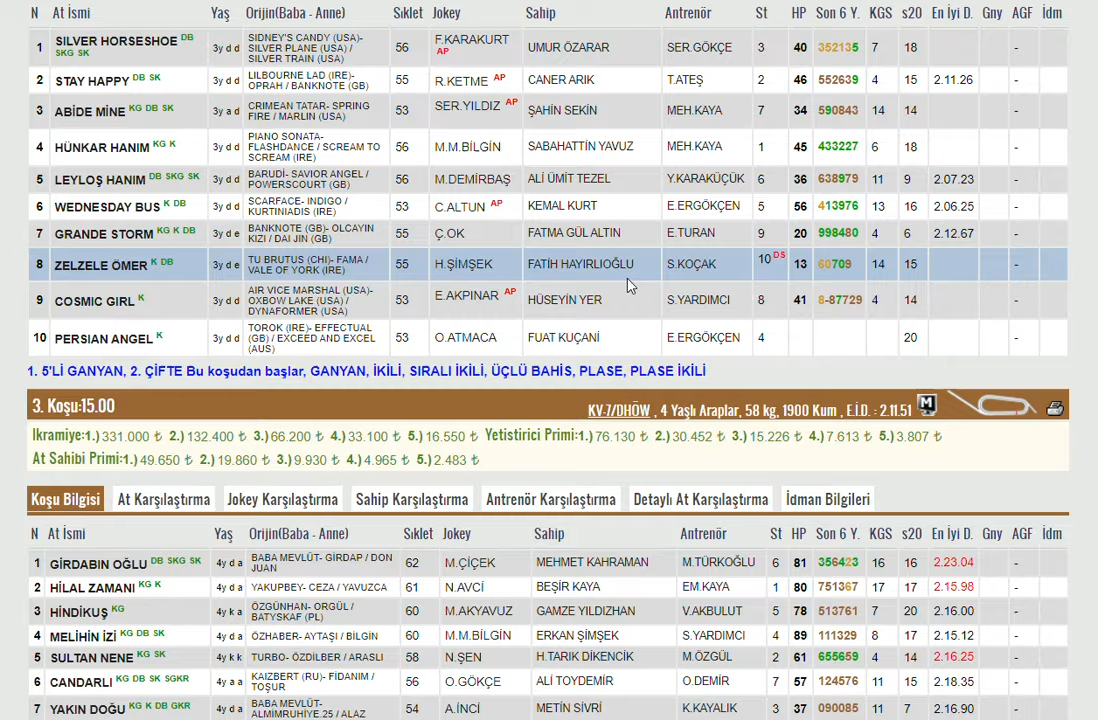 N At İsmi Yaş Orijin(Baba - Anne) Sıklet Jokey Sahip Antrenör St HP Son 6 Y. KGS s20 En İyi D. Gny AGF İdm
1 SILVER HORSESHOE DB SKG SK 3y d d SIDNEY'S CANDY (USA)- SILVER PLANE (USA) / SILVER TRAIN (USA) 56 F.KARAKURT AP UMUR ÖZARAR SER.GÖKÇE 3 40 352135 7 18 -
2 STAY HAPPY DB SK 3y d d LILBOURNE LAD (IRE)- OPRAH / BANKNOTE (GB) 55 R.KETME AP CANER ARIK T.ATEŞ 2 46 552639 4 15 2.11.26 -
3 ABİDE MİNE KG DB SK 3y a d CRIMEAN TATAR- SPRING FIRE / MARLIN (USA) 53 SER.YILDIZ AP ŞAHİN SEKİN MEH.KAYA 7 34 590843 14 14 -
4 HÜNKAR HANIM KG K 3y d d PIANO SONATA- FLASHDANCE / SCREAM TO SCREAM (IRE) 56 M.M.BİLGİN SABAHATTİN YAVUZ MEH.KAYA 1 45 433227 6 18 -
5 LEYLOŞ HANIM DB SKG SK 3y d d BARUDİ- SAVIOR ANGEL / POWERSCOURT (GB) 56 M.DEMİRBAŞ ALİ ÜMİT TEZEL Y.KARAKÜÇÜK 6 36 638979 11 9 2.07.23 -
6 WEDNESDAY BUS K DB 3y d d SCARFACE- INDIGO / KURTINIADIS (IRE) 53 C.ALTUN AP KEMAL KURT E.ERGÖKÇEN 5 56 413976 13 16 2.06.25 -
7 GRANDE STORM KG K DB 3y d e BANKNOTE (GB)- OLCAYIN KIZI / DAI JIN (GB) 55 Ç.OK FATMA GÜL ALTIN E.TURAN 9 20 998480 4 6 2.12.67 -
8 ZELZELE ÖMER K DB 3y d e TU BRUTUS (CHI)- FAMA / VALE OF YORK (IRE) 55 H.ŞİMŞEK FATİH HAYIRLIOĞLU S.KOÇAK 10 DS 13 60709 14 15 -
9 COSMIC GIRL K 3y d d AIR VICE MARSHAL (USA)- OXBOW LAKE (USA) / DYNAFORMER (USA) 53 E.AKPINAR AP HÜSEYİN YER S.YARDIMCI 8 41 8-87729 4 14 -
10 PERSIAN ANGEL K 3y d d TOROK (IRE)- EFFECTUAL (GB) / EXCEED AND EXCEL (AUS) 53 O.ATMACA FUAT KUÇANİ E.ERGÖKÇEN 4 20 -
1. 5'Lİ GANYAN, 2. ÇİFTE Bu koşudan başlar, GANYAN, İKİLİ, SIRALI İKİLİ, ÜÇLÜ BAHİS, PLASE, PLASE İKİLİ
3. Koşu:15.00 KV-7/DHÖW , 4 Yaşlı Araplar, 58 kg, 1900 Kum , E.İ.D. : 2.11.51 M
İkramiye:1.) 331.000 ₺ 2.) 132.400 ₺ 3.) 66.200 ₺ 4.) 33.100 ₺ 5.) 16.550 ₺ Yetistirici Primi:1.) 76.130 ₺ 2.) 30.452 ₺ 3.) 15.226 ₺ 4.) 7.613 ₺ 5.) 3.807 ₺
At Sahibi Primi:1.) 49.650 ₺ 2.) 19.860 ₺ 3.) 9.930 ₺ 4.) 4.965 ₺ 5.) 2.483 ₺
Koşu Bilgisi At Karşılaştırma Jokey Karşılaştırma Sahip Karşılaştırma Antrenör Karşılaştırma Detaylı At Karşılaştırma İdman Bilgileri
N At İsmi Yaş Orijin(Baba - Anne) Sıklet Jokey Sahip Antrenör St HP Son 6 Y. KGS s20 En İyi D. Gny AGF İdm
1 GİRDABIN OĞLU DB SKG SK 4y d a BABA MEVLÜT- GİRDAP / DON JUAN 62 M.ÇİÇEK MEHMET KAHRAMAN M.TÜRKOĞLU 6 81 356423 16 16 2.23.04 -
2 HİLAL ZAMANI KG K 4y d a YAKUPBEY- CEZA / YAVUZCA 61 N.AVCİ BEŞİR KAYA EM.KAYA 1 80 751367 17 17 2.15.98 -
3 HİNDİKUŞ KG 4y k a ÖZGÜNHAN- ORGÜL / BATYSKAF (PL) 60 M.AKYAVUZ GAMZE YILDIZHAN V.AKBULUT 5 78 513761 7 20 2.16.00 -
4 MELİHİN İZİ KG DB SK 4y d a ÖZHABER- AYTAŞI / BİLGİN 60 M.M.BİLGİN ERKAN ŞİMŞEK S.YARDIMCI 4 89 111329 8 17 2.15.12 -
5 SULTAN NENE KG SK 4y k k TURBO- ÖZDİLBER / ARASLI 58 N.ŞEN H.TARIK DİKENCİK M.ÖZGÜL 2 61 655659 4 14 2.16.25 -
6 CANDARLI KG DB SK SGKR 4y a a KAIZBERT (RU)- FİDANIM / TOŞUR 56 O.GÖKÇE ALİ TOYDEMİR O.DEMİR 7 57 124576 11 15 2.18.35 -
7 YAKIN DOĞU KG K DB GKR 4y d a BABA MEVLÜT- ALMIMRUHIYE.25 / ALAZ 54 A.İNCİ METİN SİVRİ K.KAYALIK 3 37 090085 11 7 2.16.90 -